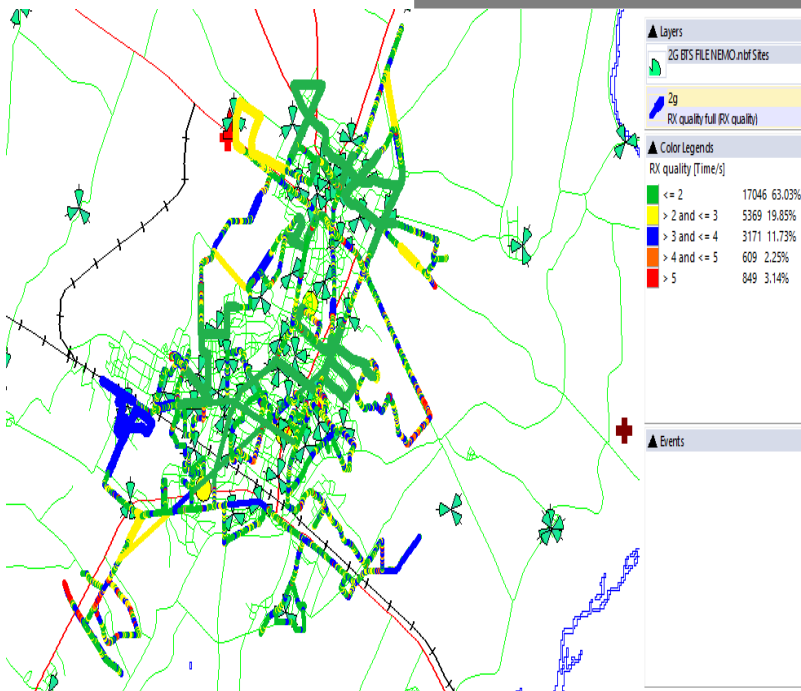 Layers
2G BTS FILE NEMO.nbf Sites
2g
RX quality full (RX quality)
Color Legends
RX quality [Time/s]
<= 2 17046 63.03%
> 2 and <= 3 5369 19.85%
> 3 and <= 4 3171 11.73%
> 4 and <= 5 609 2.25%
> 5 849 3.14%
Events